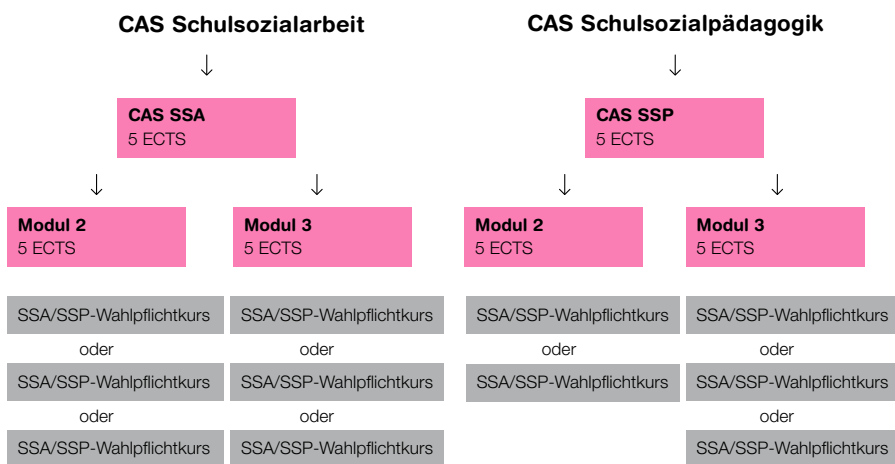 CAS Schulsozialarbeit
CAS SSA
5 ECTS
Modul 2
5 ECTS
Modul 3
5 ECTS
SSA/SSP-Wahlpflichtkurs
oder
SSA/SSP-Wahlpflichtkurs
oder
SSA/SSP-Wahlpflichtkurs
SSA/SSP-Wahlpflichtkurs
oder
SSA/SSP-Wahlpflichtkurs
oder
SSA/SSP-Wahlpflichtkurs
CAS Schulsozialpädagogik
CAS SSP
5 ECTS
Modul 2
5 ECTS
Modul 3
5 ECTS
SSA/SSP-Wahlpflichtkurs
oder
SSA/SSP-Wahlpflichtkurs
SSA/SSP-Wahlpflichtkurs
oder
SSA/SSP-Wahlpflichtkurs
oder
SSA/SSP-Wahlpflichtkurs